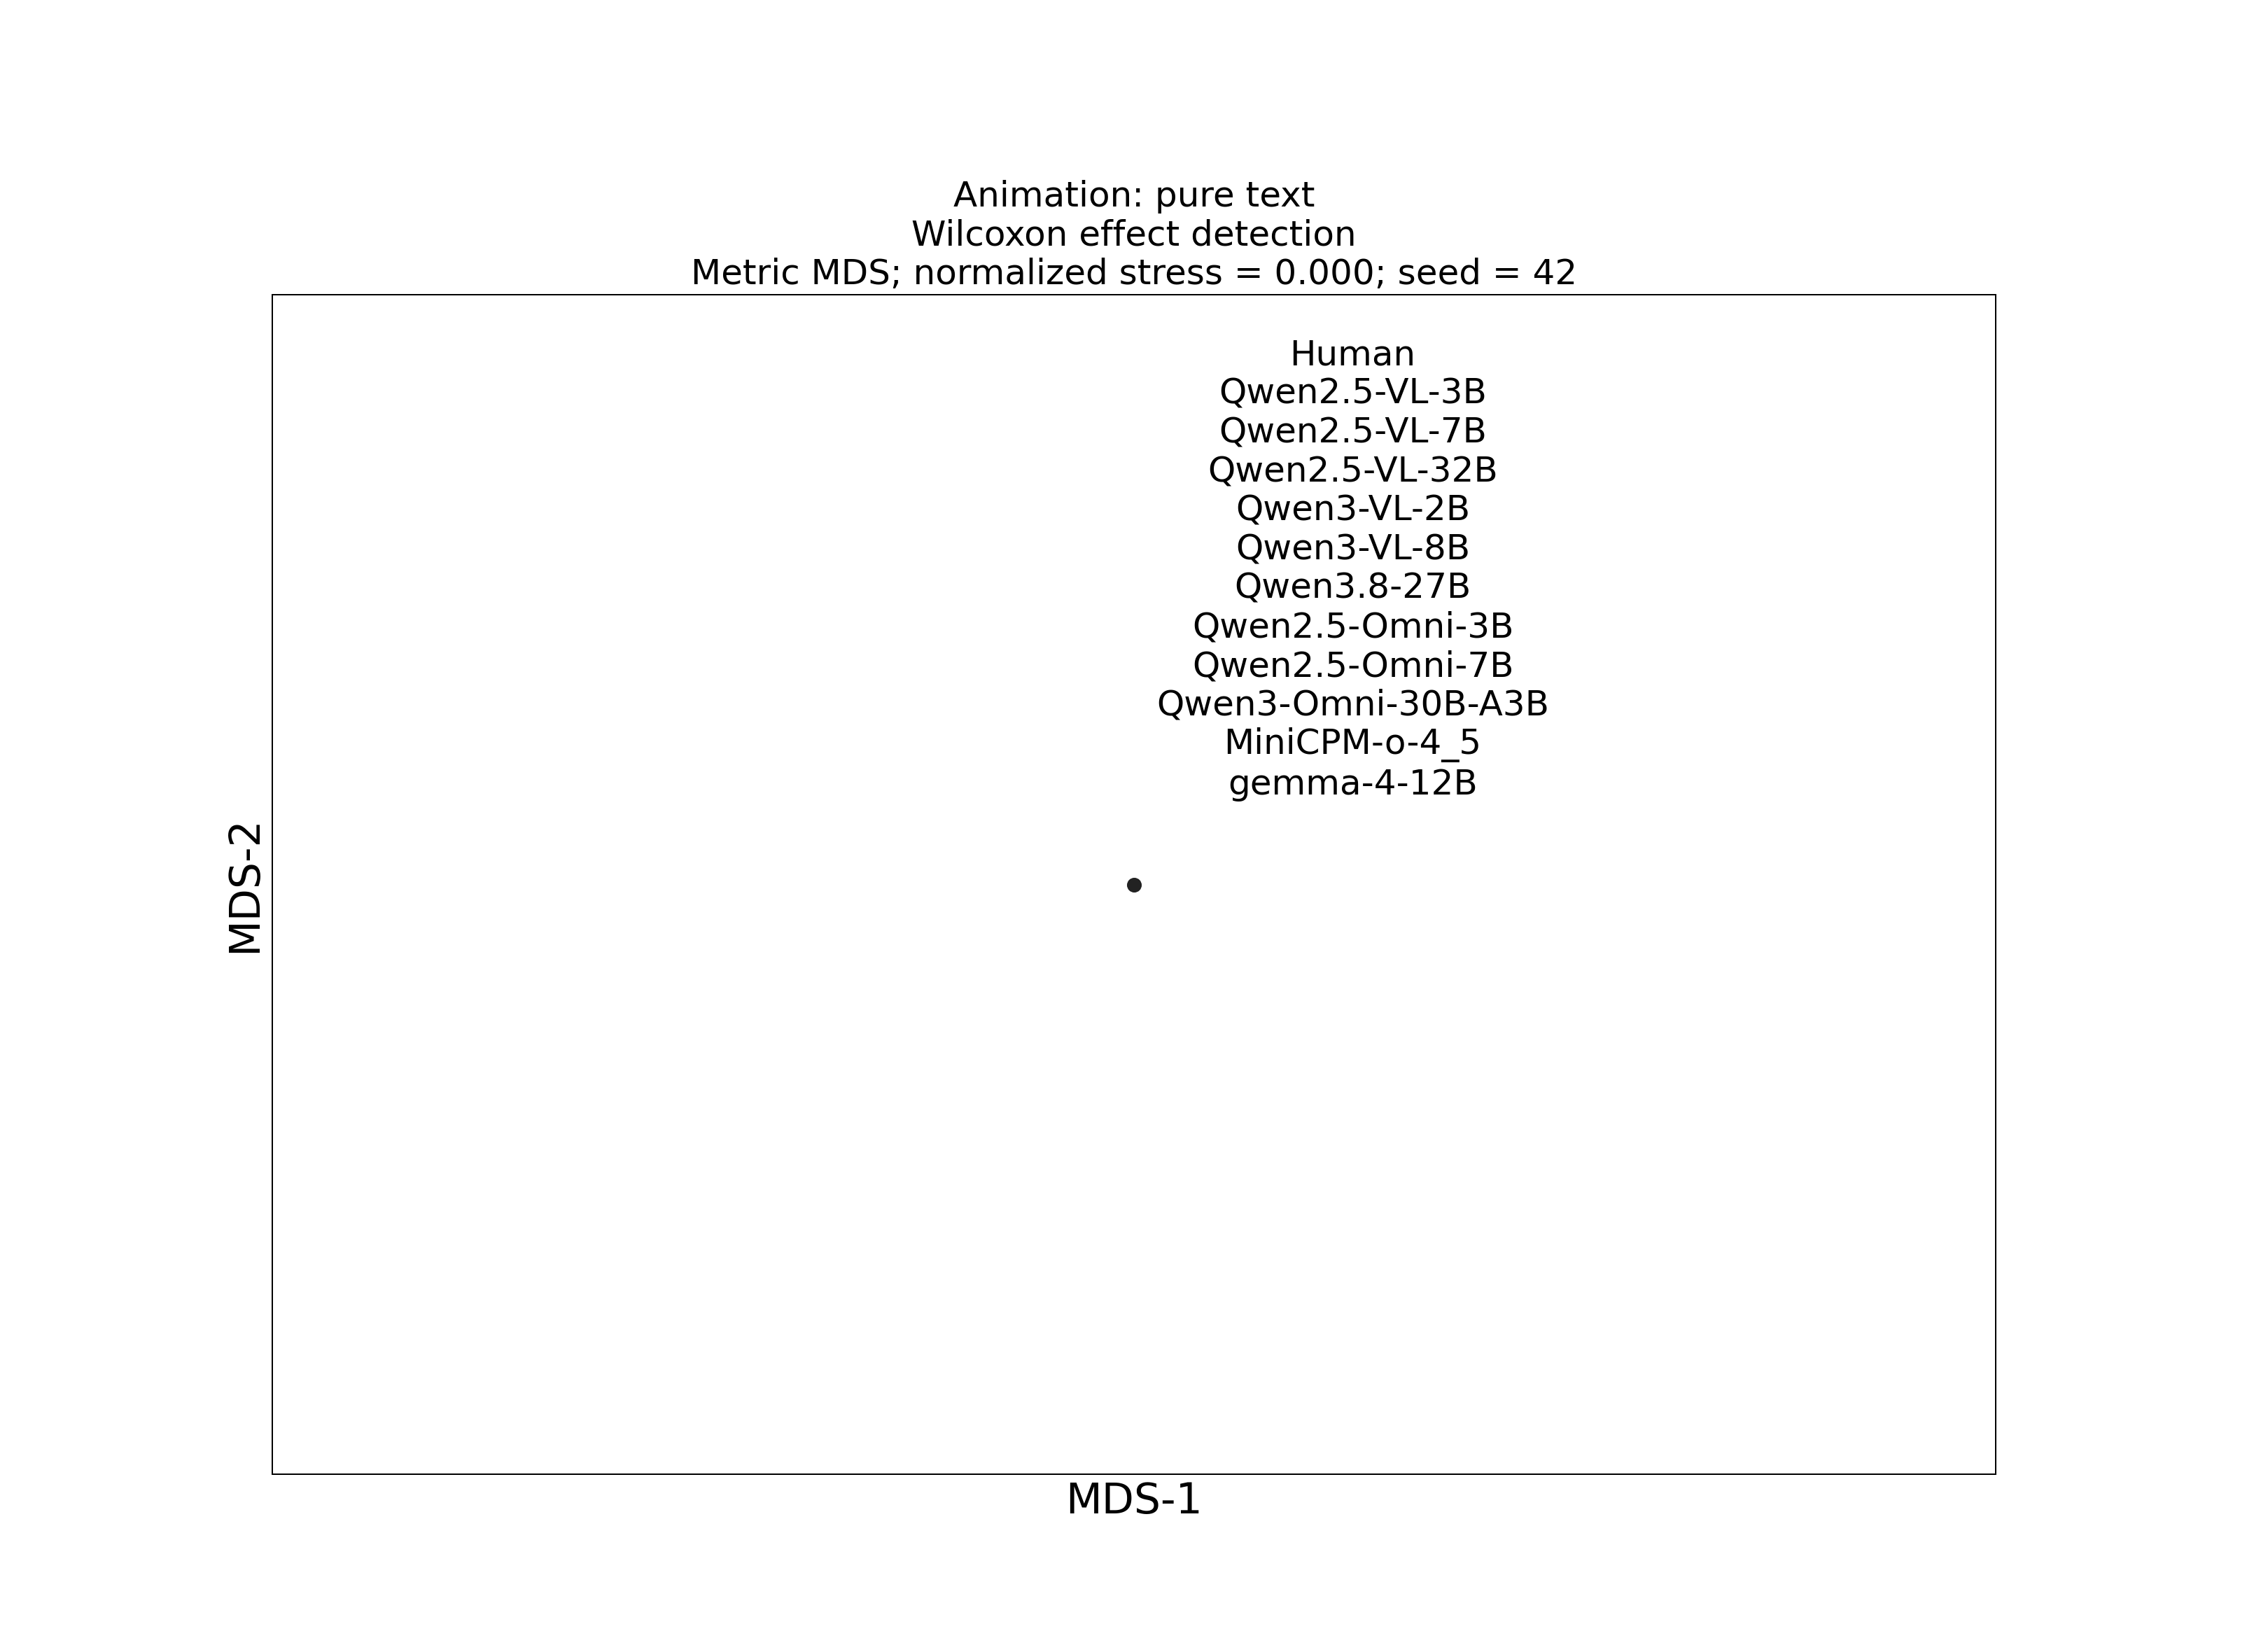 Animation: pure text
Wilcoxon effect detection
Metric MDS; normalized stress = 0.000; seed = 42
Human
Qwen2.5-VL-3B
Qwen2.5-VL-7B
Qwen2.5-VL-32B
Qwen3-VL-2B
Qwen3-VL-8B
Qwen3.8-27B
Qwen2.5-Omni-3B
Qwen2.5-Omni-7B
Qwen3-Omni-30B-A3B
MiniCPM-o-4_5
gemma-4-12B
MDS-2
MDS-1